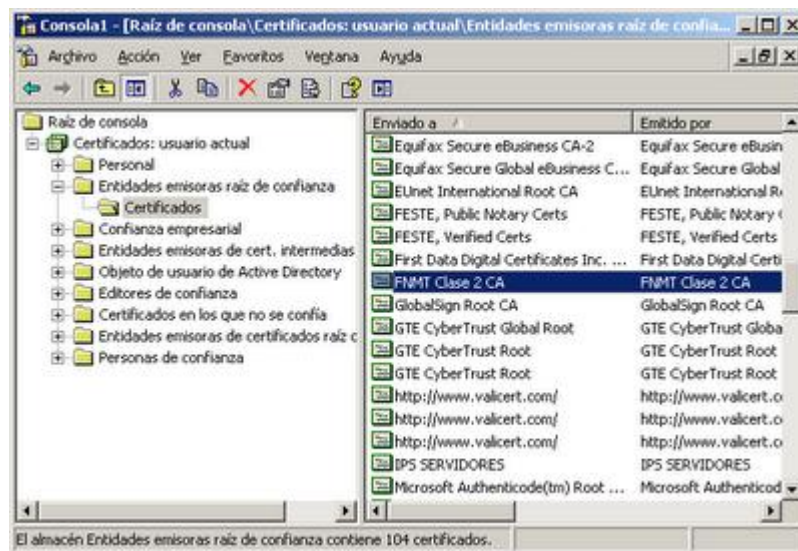 Consola1 - [Raíz de consola\Certificados: usuario actual\Entidades emisoras raíz de confia...
Archivo Acción Ver Favoritos Ventana Ayuda
Raíz de consola
Certificados: usuario actual
Personal
Entidades emisoras raíz de confianza
Certificados
Confianza empresarial
Entidades emisoras de cert. intermedias
Objeto de usuario de Active Directory
Editores de confianza
Certificados en los que no se confía
Entidades emisoras de certificados raíz c
Personas de confianza
Enviado a Emitido por
Equifax Secure eBusiness CA-2 Equifax Secure eBusin
Equifax Secure Global eBusiness C... Equifax Secure Global
EUnet International Root CA EUnet International R
FESTE, Public Notary Certs FESTE, Public Notary
FESTE, Verified Certs FESTE, Verified Certs
First Data Digital Certificates Inc. ... First Data Digital Certi
FNMT Clase 2 CA FNMT Clase 2 CA
GlobalSign Root CA GlobalSign Root CA
GTE CyberTrust Global Root GTE CyberTrust Globa
GTE CyberTrust Root GTE CyberTrust Root
GTE CyberTrust Root GTE CyberTrust Root
http://www.valicert.com/ http://www.valicert.c
http://www.valicert.com/ http://www.valicert.c
http://www.valicert.com/ http://www.valicert.c
IPS SERVIDORES IPS SERVIDORES
Microsoft Authenticode(tm) Root ... Microsoft Authenticod
El almacén Entidades emisoras raíz de confianza contiene 104 certificados.